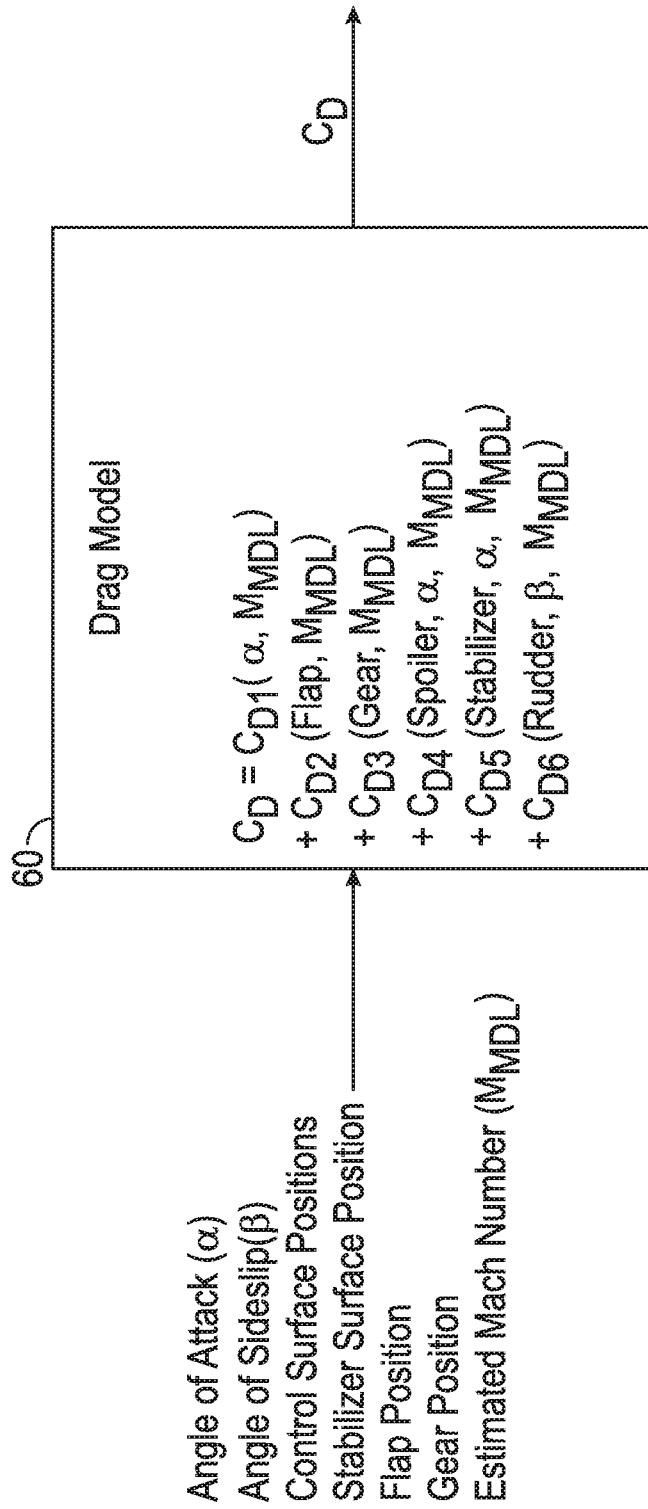 Angle of Attack (α)
Angle of Sideslip(β)
Control Surface Positions
Stabilizer Surface Position
Flap Position
Gear Position
Estimated Mach Number (M_MDL)
60
Drag Model
C_D = C_D1( α, M_MDL)
+ C_D2 (Flap, M_MDL)
+ C_D3 (Gear, M_MDL)
+ C_D4 (Spoiler, α, M_MDL)
+ C_D5 (Stabilizer, α, M_MDL)
+ C_D6 (Rudder, β, M_MDL)
C_D